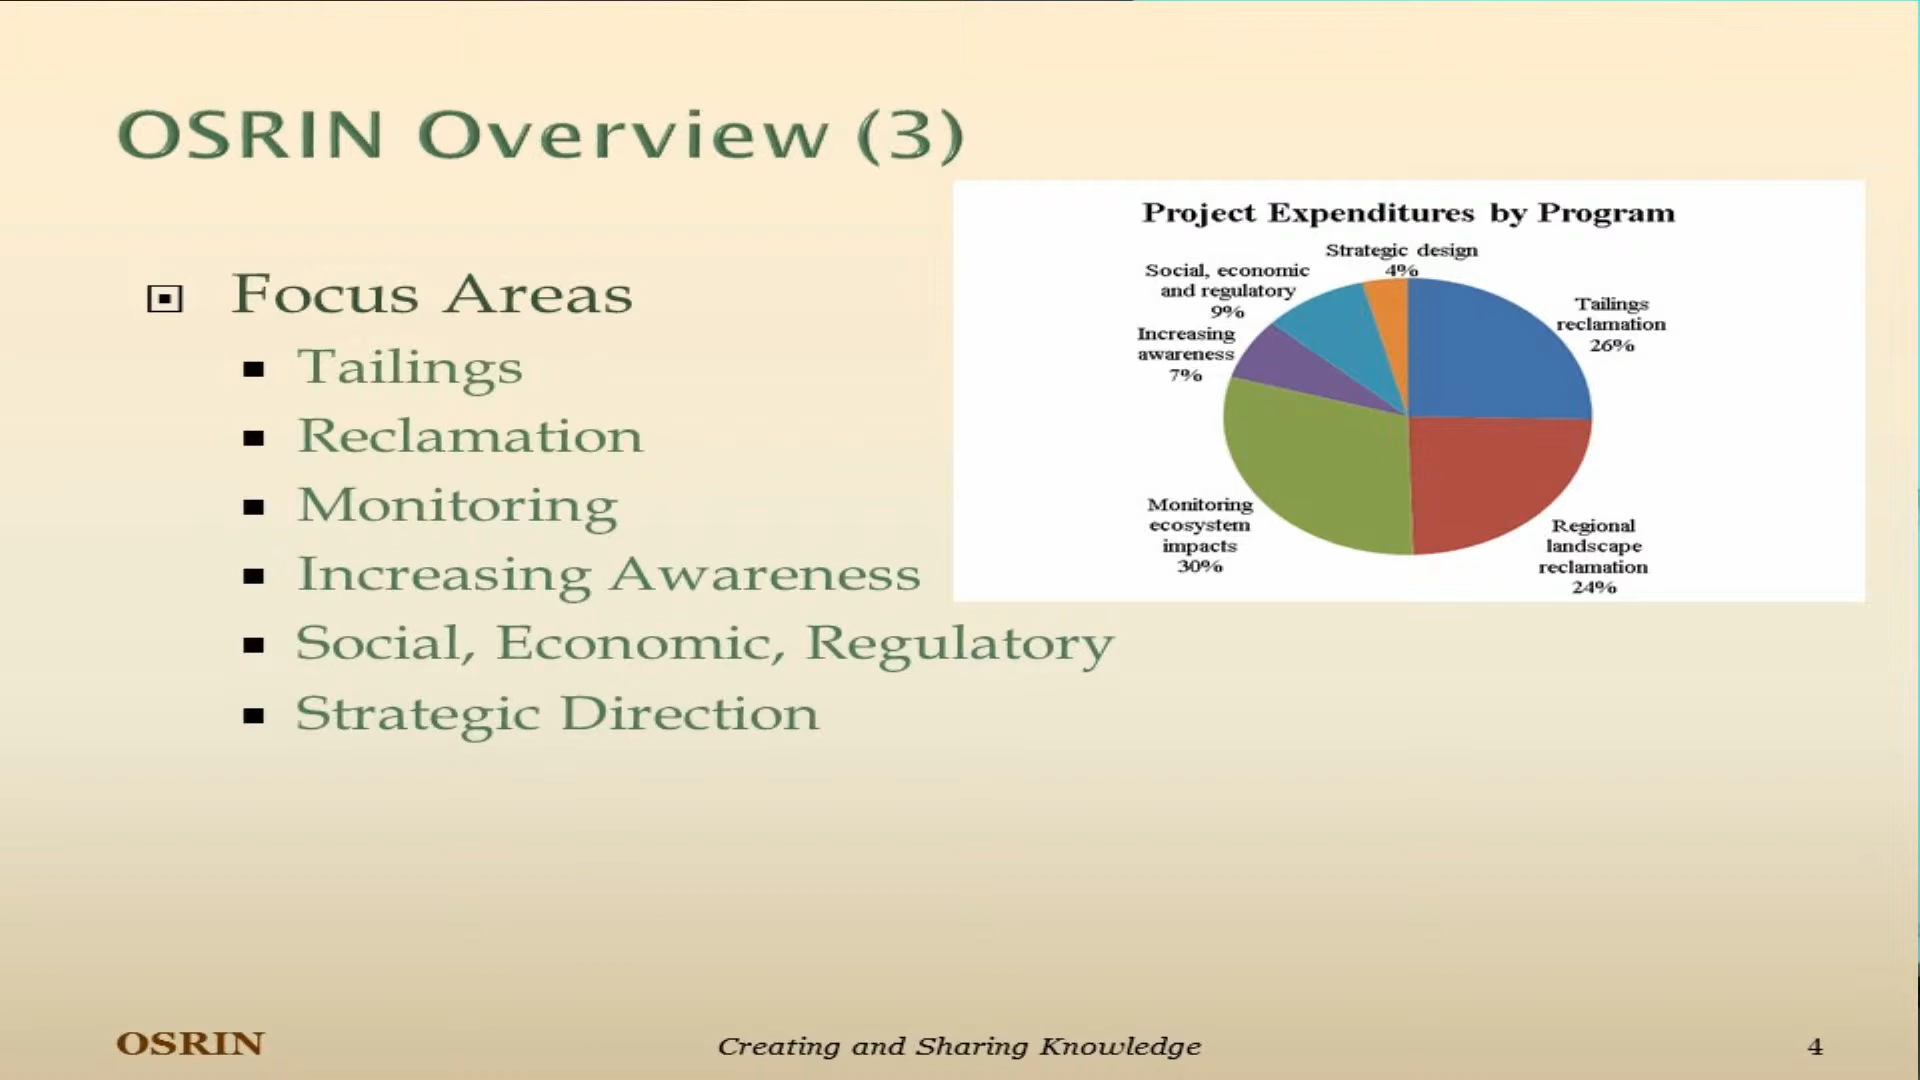 OSRIN Overview (3)
Focus Areas
Tailings
Reclamation
Monitoring
Increasing Awareness
Social, Economic, Regulatory
Strategic Direction
Project Expenditures by Program
Strategic design
4%
Social, economic
and regulatory
9%
Increasing
awareness
7%
Tailings
reclamation
26%
Monitoring
ecosystem
impacts
30%
Regional
landscape
reclamation
24%
OSRIN
Creating and Sharing Knowledge
4